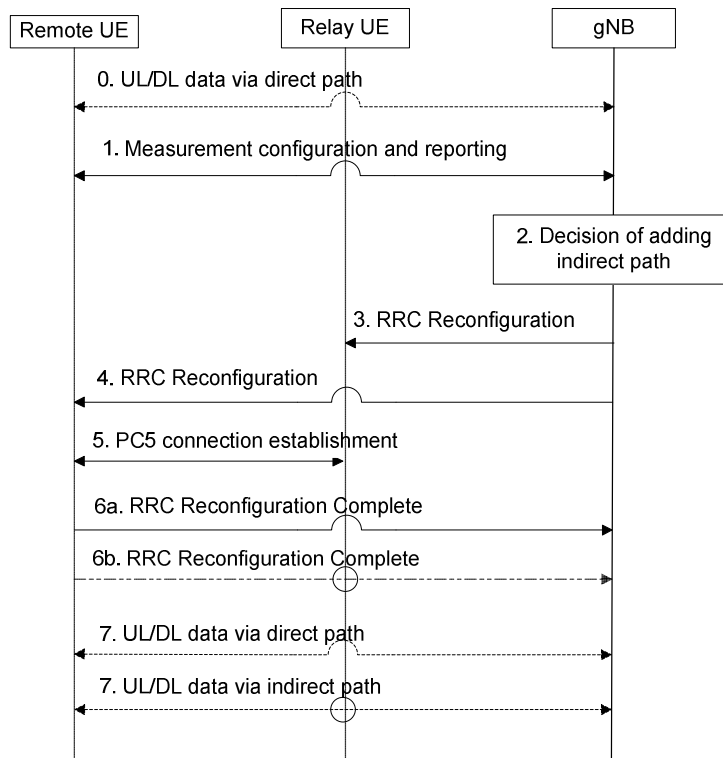 Remote UE
Relay UE
gNB
0. UL/DL data via direct path
1. Measurement configuration and reporting
2. Decision of adding
indirect path
3. RRC Reconfiguration
4. RRC Reconfiguration
5. PC5 connection establishment
6a. RRC Reconfiguration Complete
6b. RRC Reconfiguration Complete
7. UL/DL data via direct path
7. UL/DL data via indirect path